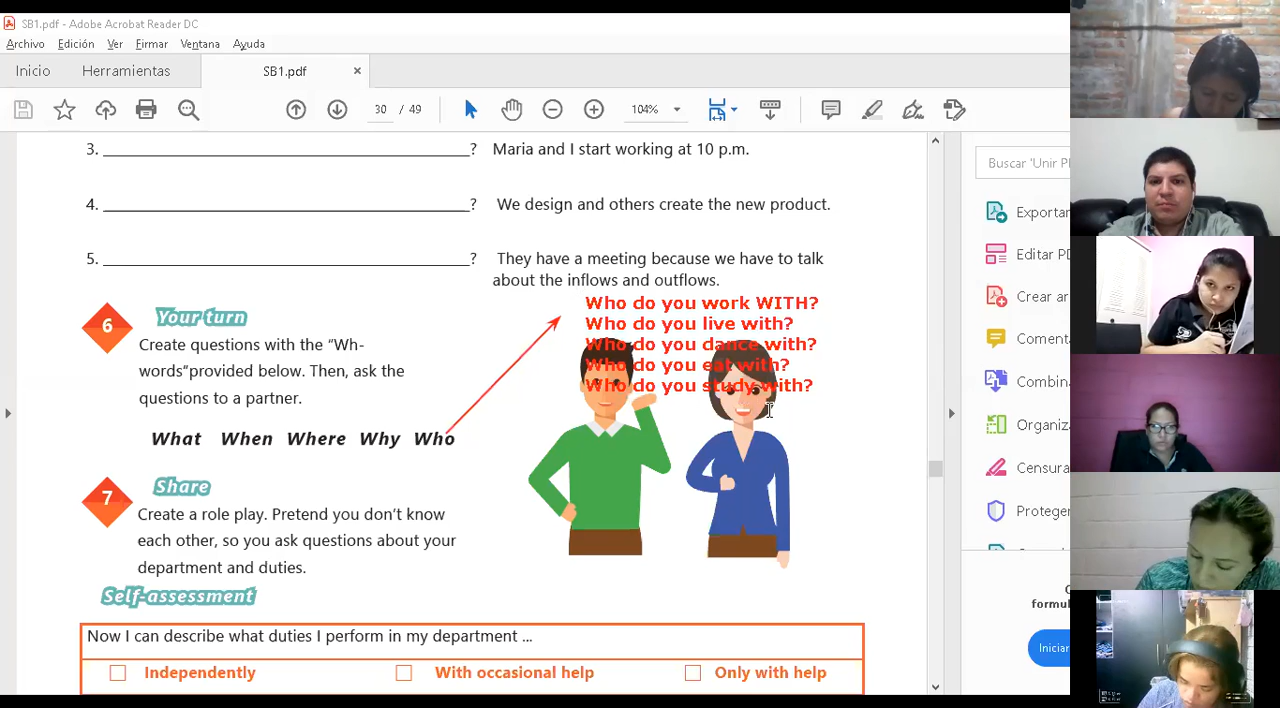 SB1.pdf - Adobe Acrobat Reader DC
Archivo Edición Ver Firmar Ventana Ayuda
Inicio Herramientas SB1.pdf ×
30 / 49 104%
3. ? Maria and I start working at 10 p.m.
4. ? We design and others create the new product.
5. ? They have a meeting because we have to talk
about the inflows and outflows.
6 Your turn
Create questions with the “Wh-
words“provided below. Then, ask the
questions to a partner.
What When Where Why Who
Who do you work WITH?
Who do you live with?
Who do you dance with?
Who do you eat with?
Who do you study with?
7 Share
Create a role play. Pretend you don’t know
each other, so you ask questions about your
department and duties.
Self-assessment
Now I can describe what duties I perform in my department ...
Independently With occasional help Only with help
Buscar 'Unir PD
Exportar
Editar PD
Crear ar
Coment
Combin
Organiz
Censura
Proteger
formul
Iniciar